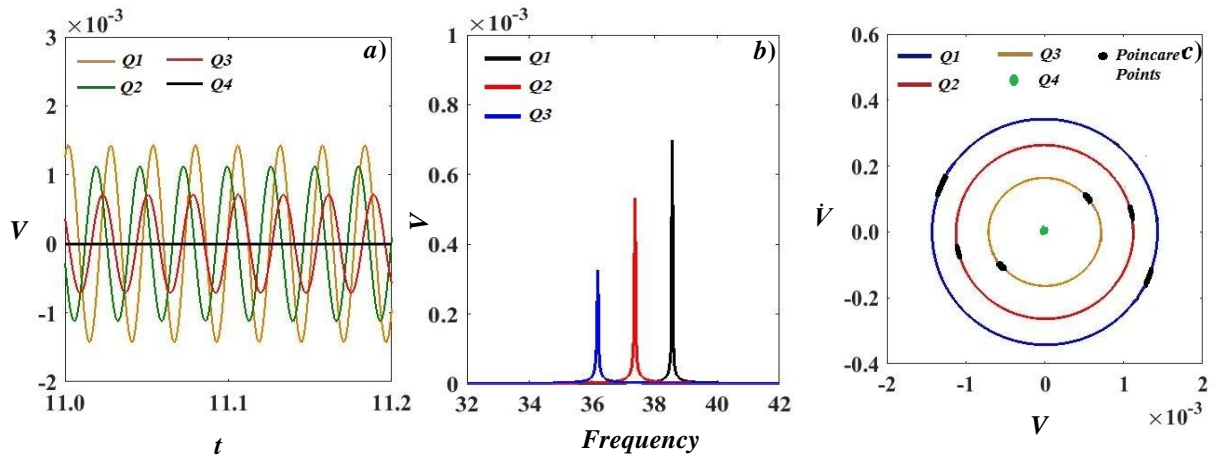 ×10⁻³
3
2
1
0
-1
-2
V
Q1
Q2
Q3
Q4
a)
11.0
11.1
11.2
t
×10⁻³
1
0.8
0.6
0.4
0.2
0
V
Q1
Q2
Q3
b)
32
34
36
38
40
42
Frequency
0.6
0.4
0.2
0.0
-0.2
-0.4
V̇
Q1
Q2
Q3
Q4
Poincare
Points
c)
-2
-1
0
1
2
×10⁻³
V